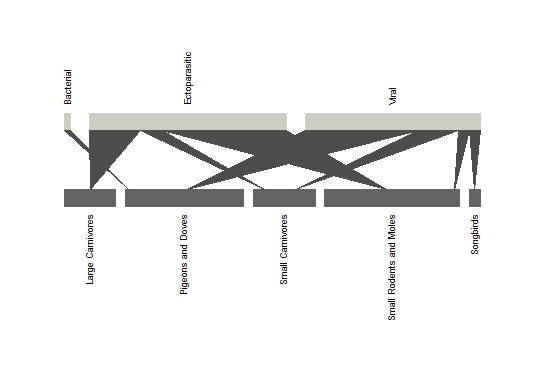 Bacterial
Large Carnivores
Pigeons and Doves
Ectoparasitic
Small Carnivores
Small Rodents and Moles
Viral
Songbirds